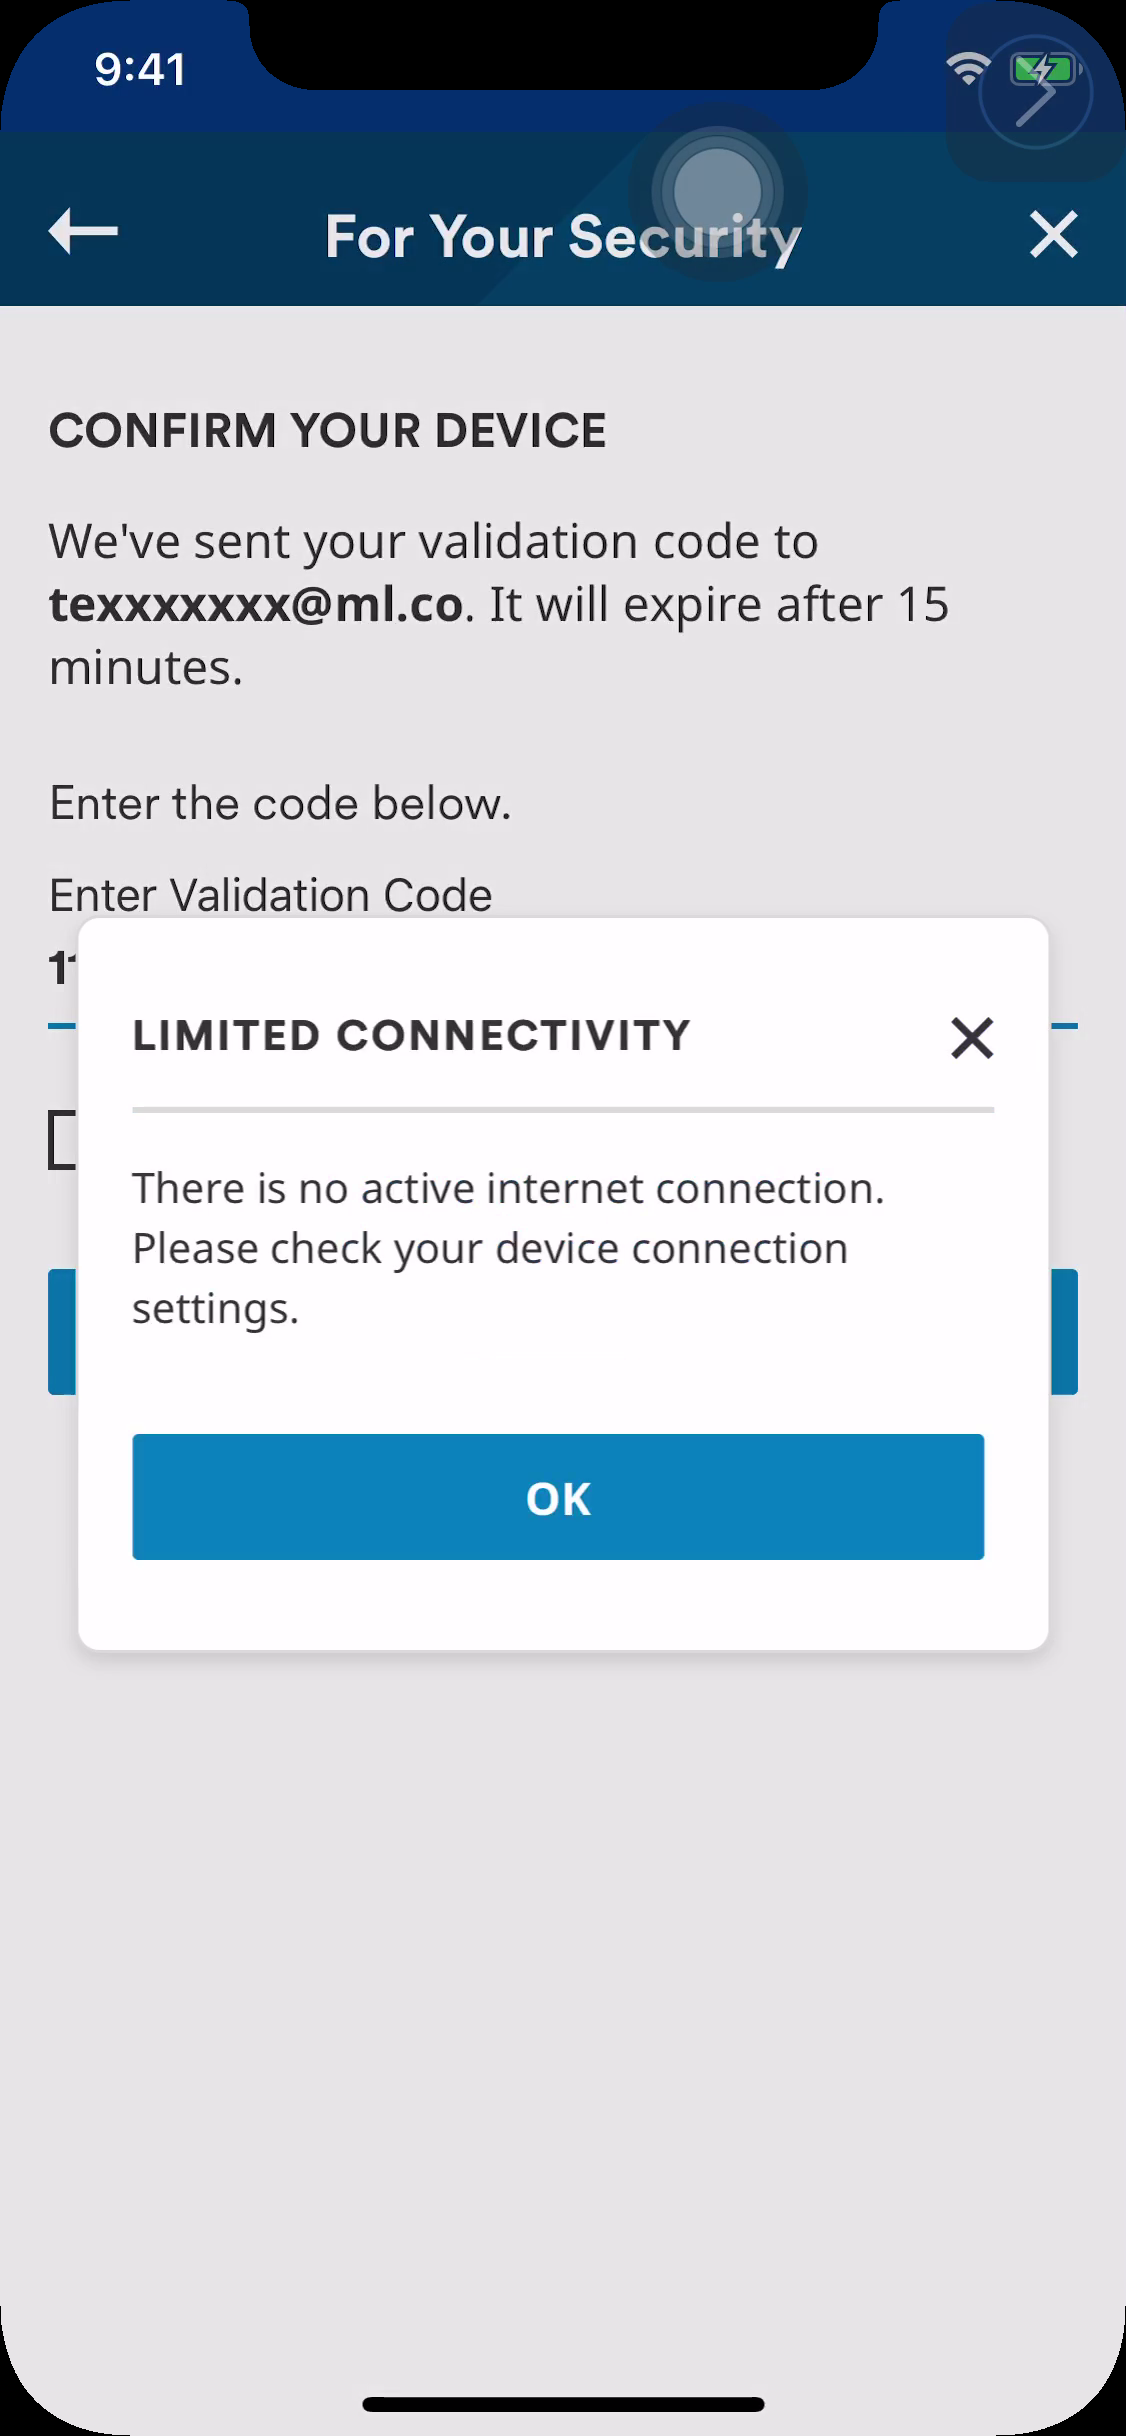 9:41
For Your Security
CONFIRM YOUR DEVICE
We've sent your validation code to
texxxxxxx@ml.co. It will expire after 15
minutes.
Enter the code below.
Enter Validation Code
LIMITED CONNECTIVITY
There is no active internet connection.
Please check your device connection
settings.
OK